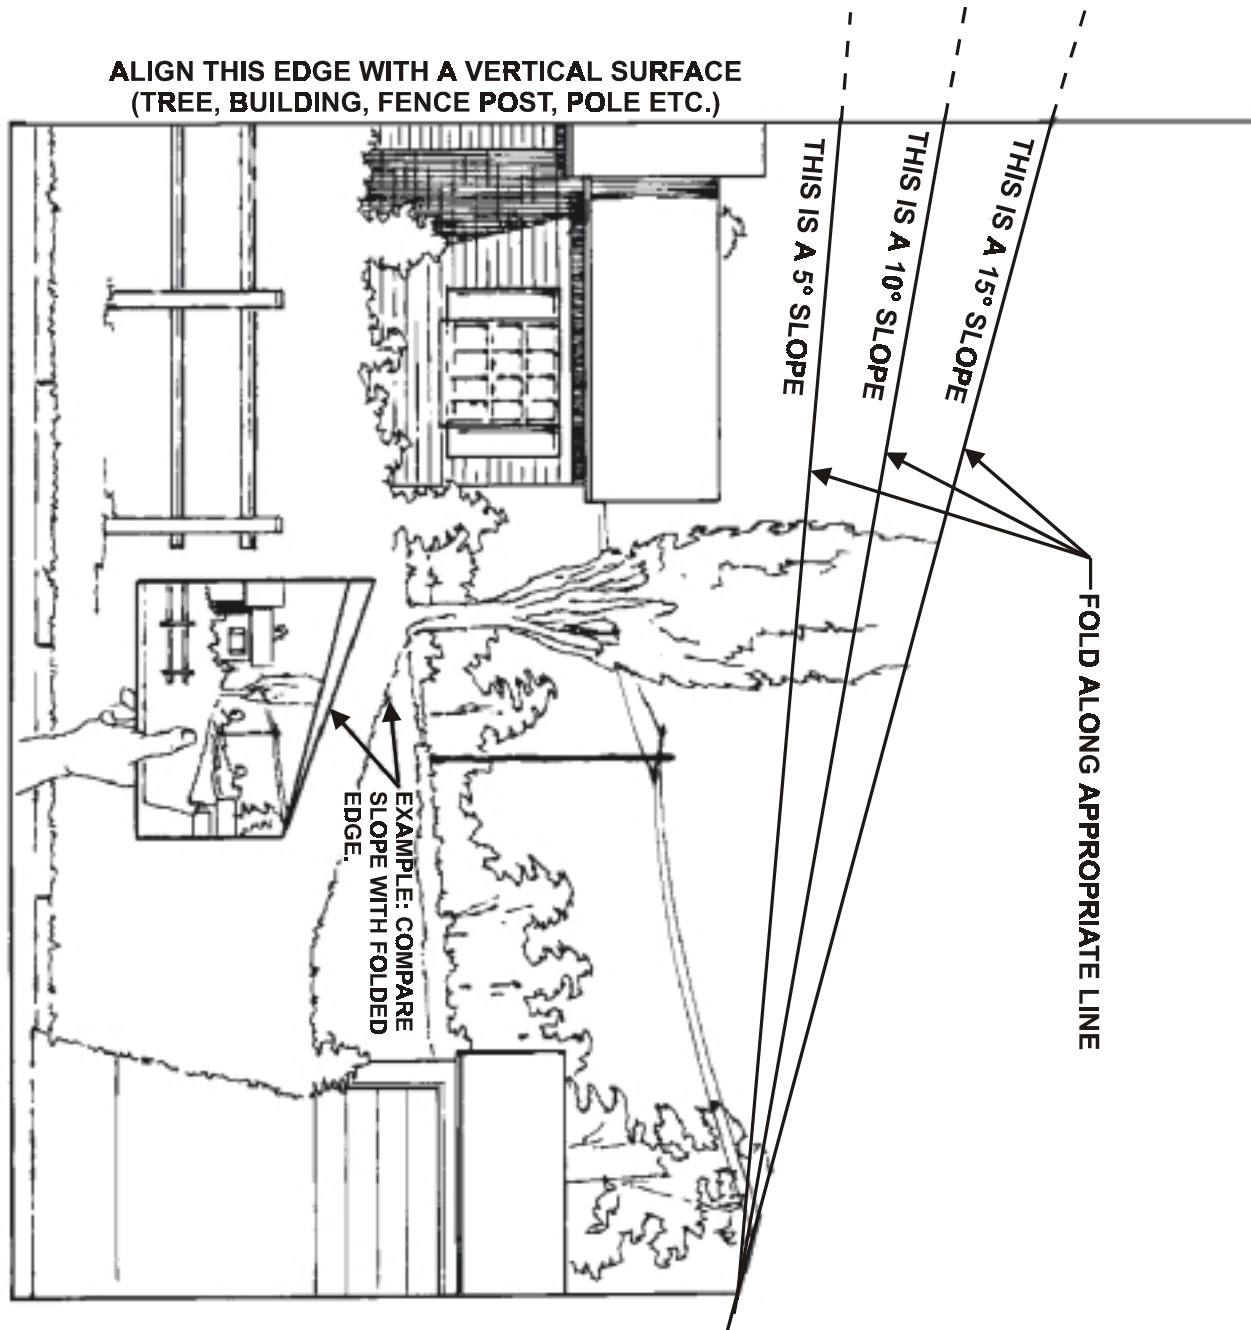 ALIGN THIS EDGE WITH A VERTICAL SURFACE
(TREE, BUILDING, FENCE POST, POLE ETC.)
THIS IS A 5° SLOPE
THIS IS A 10° SLOPE
THIS IS A 15° SLOPE
FOLD ALONG APPROPRIATE LINE
EXAMPLE: COMPARE
SLOPE WITH FOLDED
EDGE.